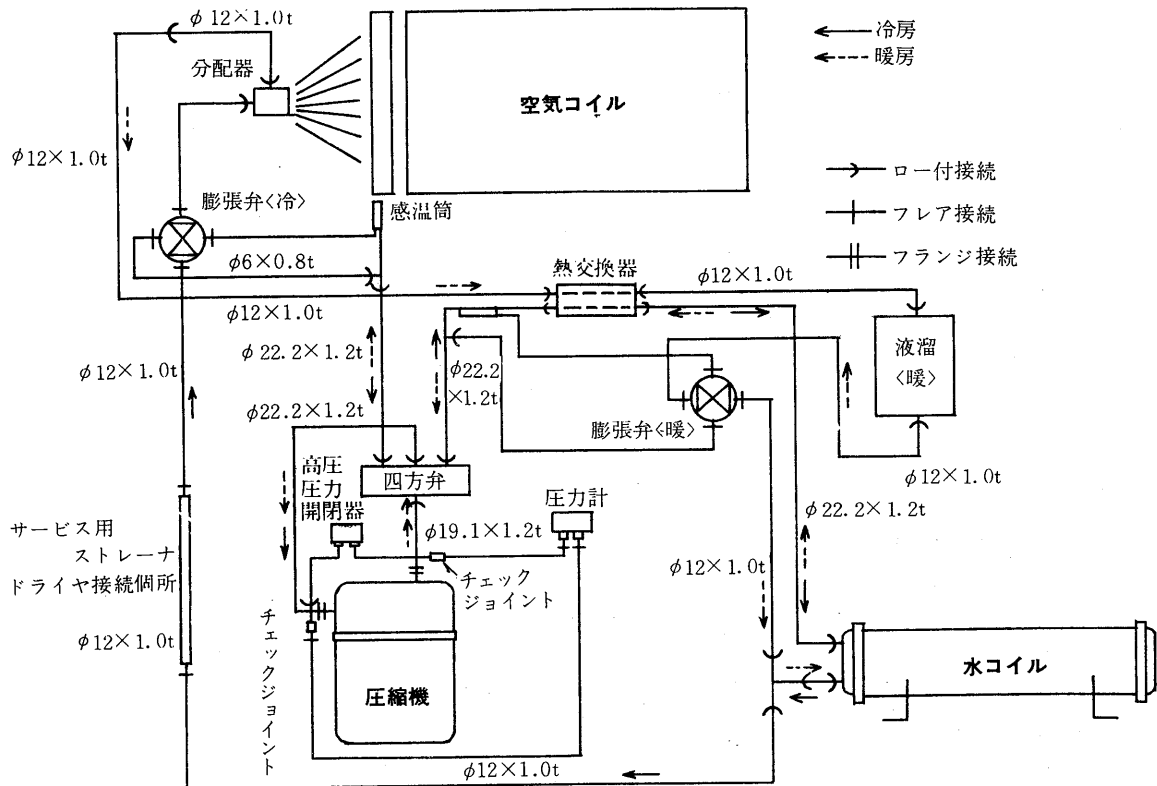 φ12×1.0t
分配器
空気コイル
冷房
暖房
φ12×1.0t
ロー付接続
フレア接続
フランジ接続
膨張弁<冷>
感温筒
φ6×0.8t
熱交換器
φ12×1.0t
φ12×1.0t
φ22.2×1.2t
φ12×1.0t
φ22.2
×1.2t
液溜
<暖>
φ22.2×1.2t
膨張弁<暖>
φ12×1.0t
高圧
圧力
開閉器
四方弁
圧力計
φ22.2×1.2t
φ19.1×1.2t
サービス用
ストレーナ
ドライヤ接続個所
チェック
ジョイント
φ12×1.0t
チェックジョイント
φ12×1.0t
圧縮機
水コイル
φ12×1.0t